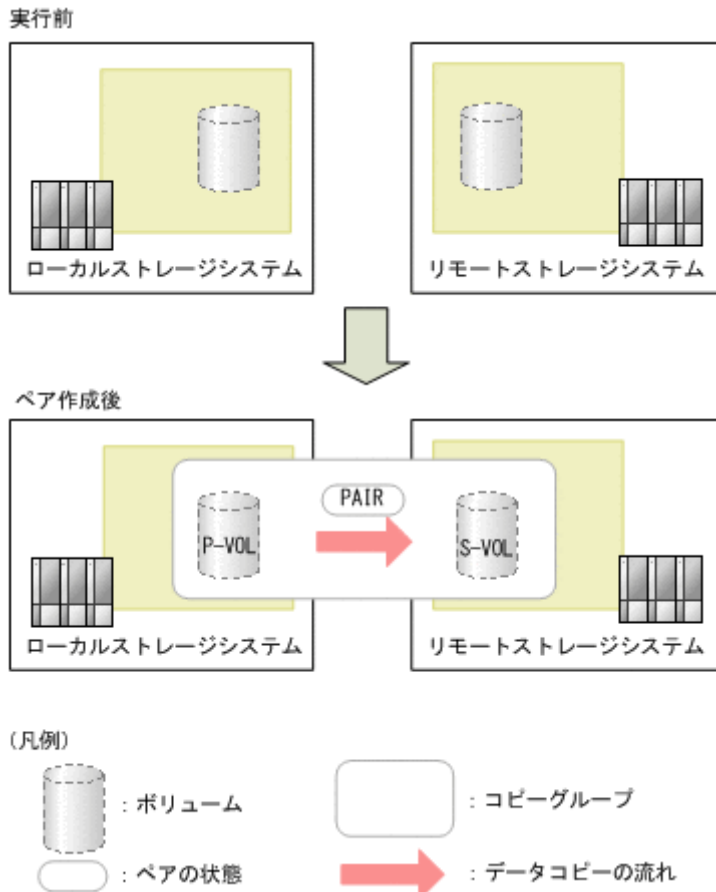 実行前
ローカルストレージシステム
リモートストレージシステム
ペア作成後
PAIR
P-VOL
S-VOL
ローカルストレージシステム
リモートストレージシステム
(凡例)
：ボリューム
：コピーグループ
：ペアの状態
：データコピーの流れ